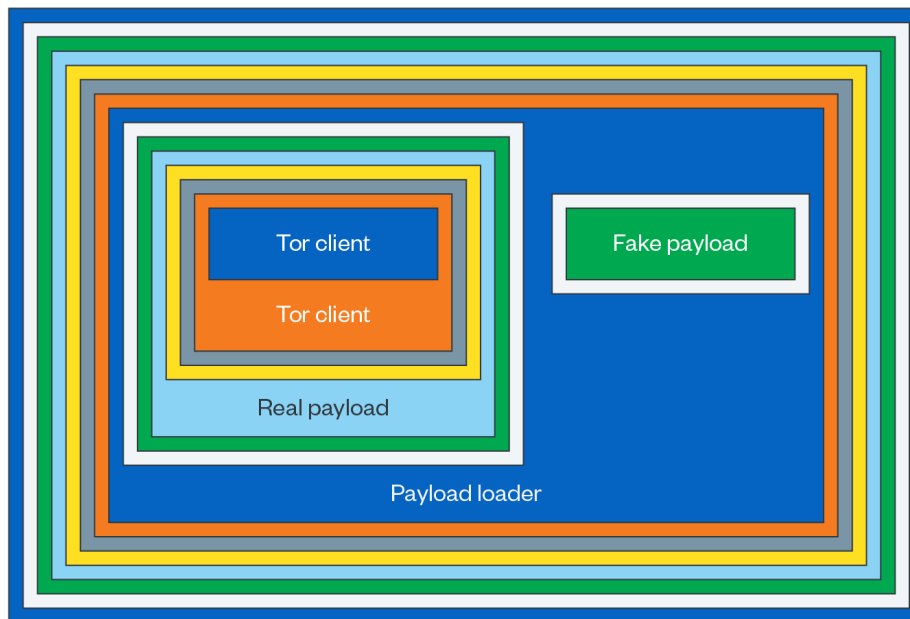 Tor client
Fake payload
Tor client
Real payload
Payload loader